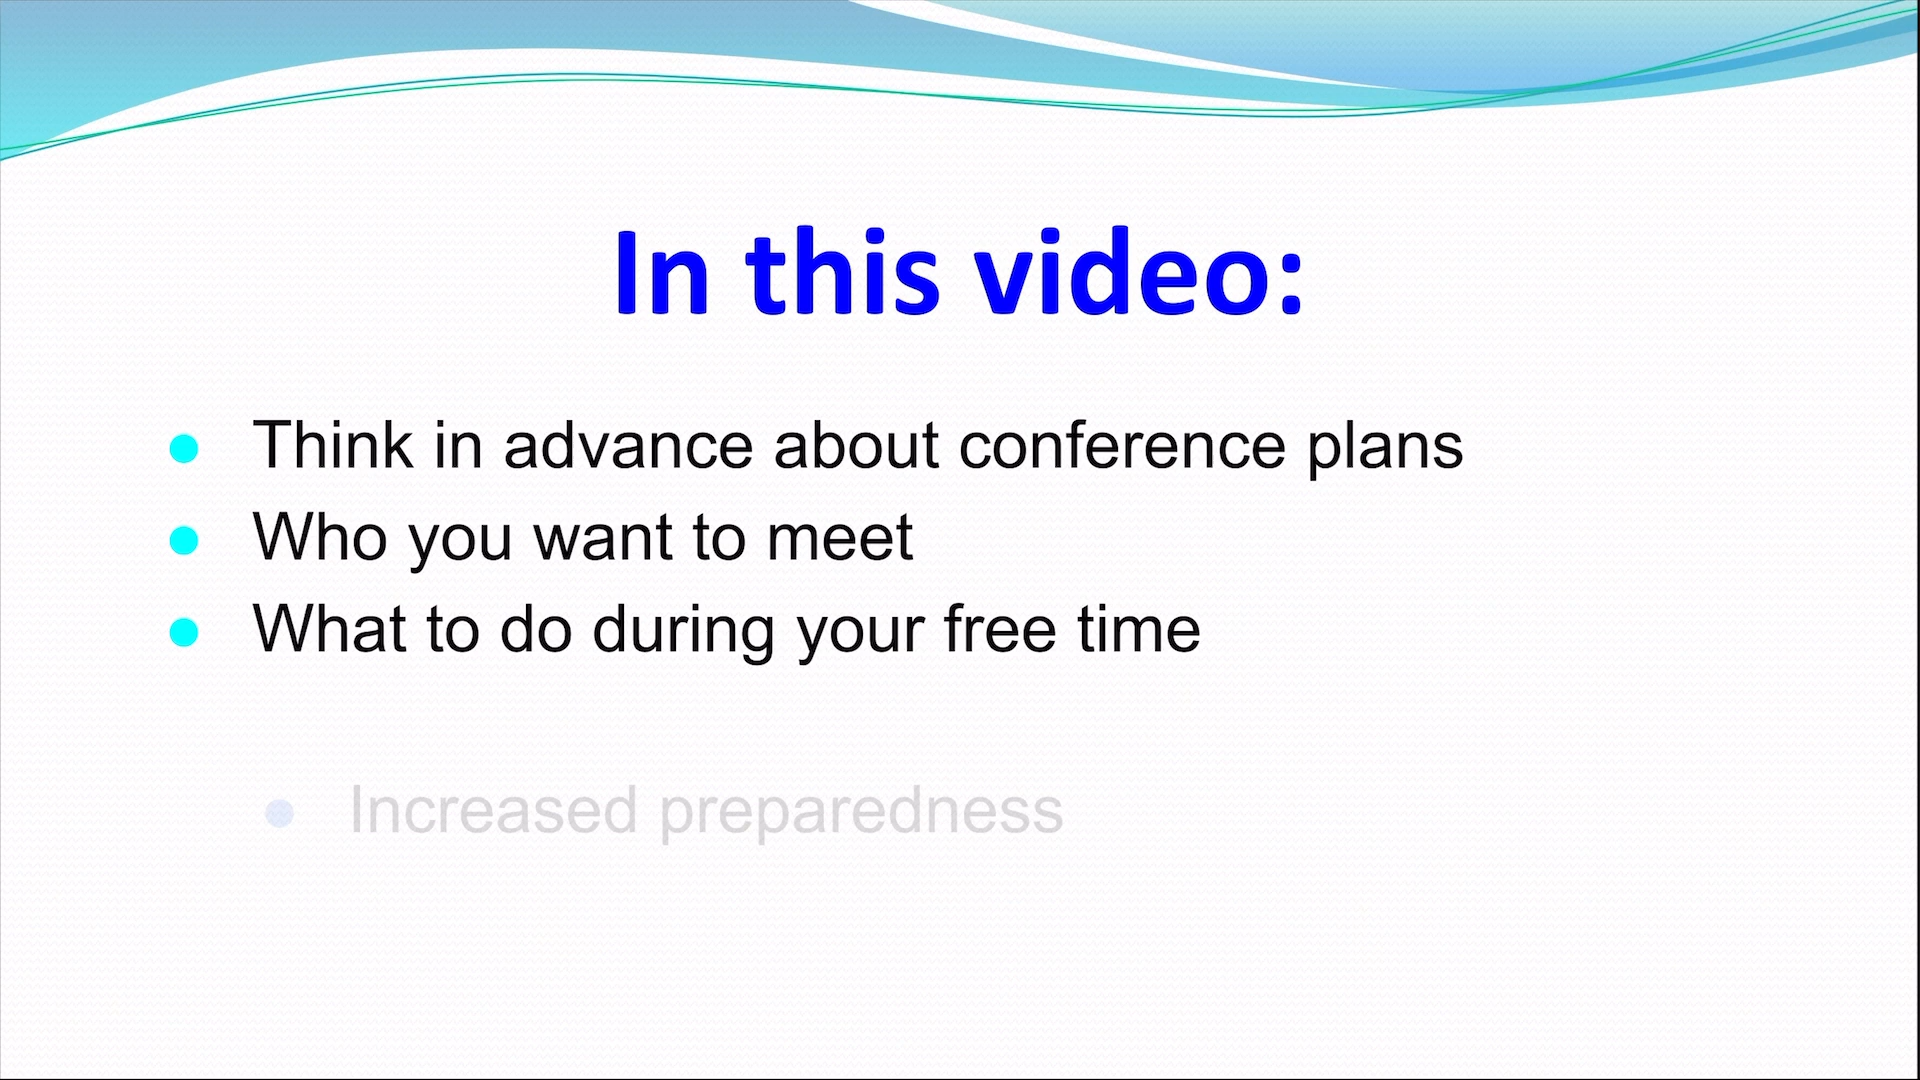 In this video:
Think in advance about conference plans
Who you want to meet
What to do during your free time
Increased preparedness